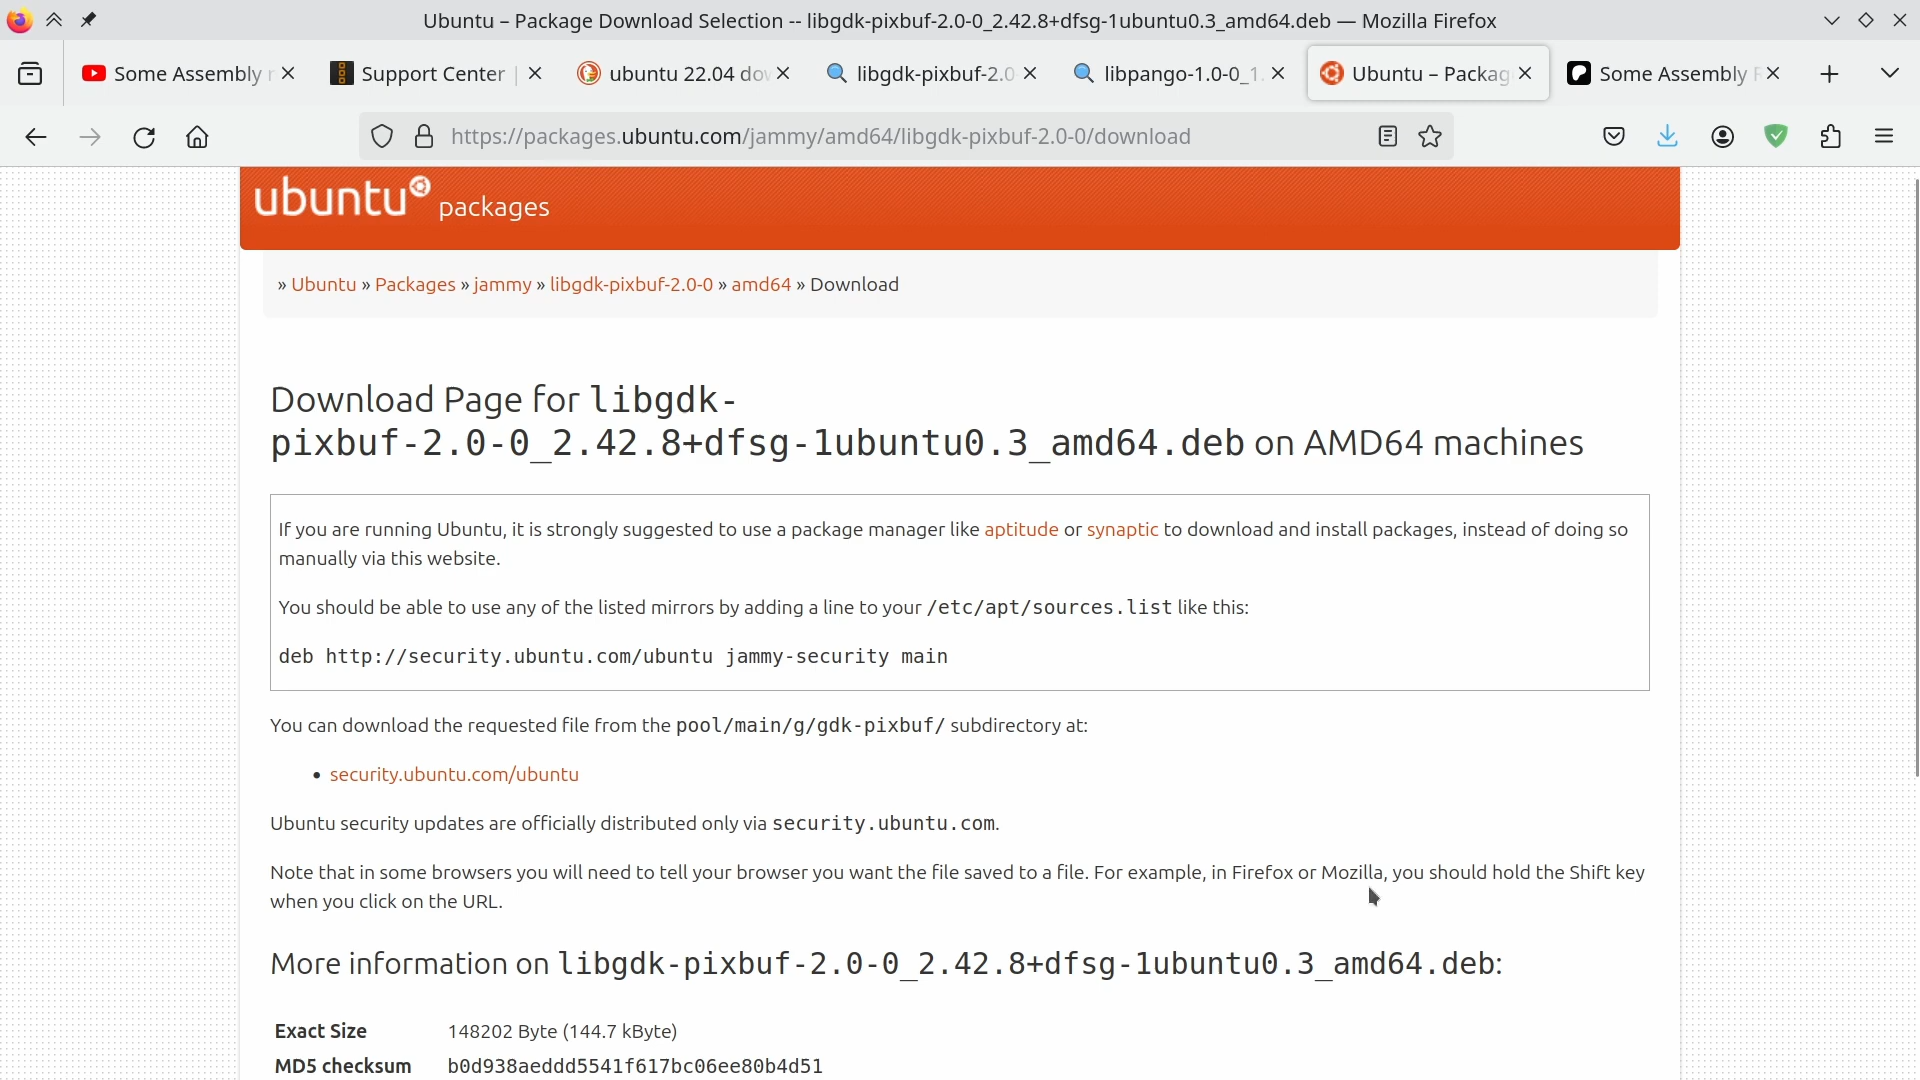 Ubuntu – Package Download Selection -- libgdk-pixbuf-2.0-0_2.42.8+dfsg-1ubuntu0.3_amd64.deb — Mozilla Firefox
Some Assembly
Support Center |
ubuntu 22.04
libgdk-pixbuf-2.0
libpango-1.0-0_1.
Ubuntu – Packag
Some Assembly
https://packages.ubuntu.com/jammy/amd64/libgdk-pixbuf-2.0-0/download
ubuntu packages
» Ubuntu » Packages » jammy » libgdk-pixbuf-2.0-0 » amd64 » Download
Download Page for libgdk-
pixbuf-2.0-0_2.42.8+dfsg-1ubuntu0.3_amd64.deb on AMD64 machines
If you are running Ubuntu, it is strongly suggested to use a package manager like aptitude or synaptic to download and install packages, instead of doing so
manually via this website.
You should be able to use any of the listed mirrors by adding a line to your /etc/apt/sources.list like this:
deb http://security.ubuntu.com/ubuntu jammy-security main
You can download the requested file from the pool/main/g/gdk-pixbuf/ subdirectory at:
• security.ubuntu.com/ubuntu
Ubuntu security updates are officially distributed only via security.ubuntu.com.
Note that in some browsers you will need to tell your browser you want the file saved to a file. For example, in Firefox or Mozilla, you should hold the Shift key
when you click on the URL.
More information on libgdk-pixbuf-2.0-0_2.42.8+dfsg-1ubuntu0.3_amd64.deb:
Exact Size 148202 Byte (144.7 kByte)
MD5 checksum b0d938aeddd5541f617bc06ee80b4d51